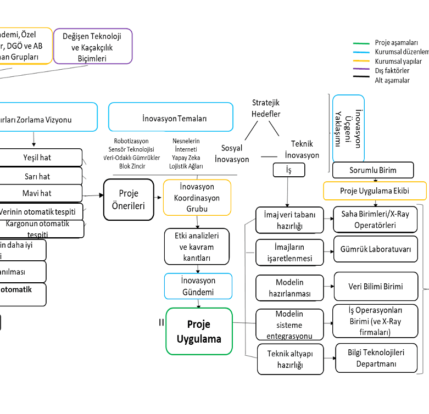 demi, Özel
r, DGÖ ve AB
man Grupları
Değişen Teknoloji
ve Kaçakçılık
Biçimleri
Proje aşamaları
Kurumsal düzenlem
Kurumsal yapılar
Dış faktörler
Alt aşamalar
ırları Zorlama Vizyonu
İnovasyon Temaları
Robotizasyon
Sensör Teknolojisi
Veri-Odaklı Gümrükler
Blok Zincir
Nesnelerin
İnterneti
Yapay Zeka
Lojistik Ağları
Stratejik
Hedefler
Sosyal
İnovasyon
Teknik
İnovasyon
İnovasyon
Üçgeni
Yaklaşımı
Yeşil hat
Sarı hat
Mavi hat
Verinin otomatik tespiti
Kargonun otomatik
tespiti
in daha iyi
i
anılması
otomatik
Proje
Önerileri
İnovasyon
Koordinasyon
Grubu
Etki analizleri
ve kavram
kanıtları
İnovasyon
Gündemi
Proje
Uygulama
İş
Sorumlu Birim
Proje Uygulama Ekibi
İmaj veri tabanı
hazırlığı
Saha Birimleri/X-Ray
Operatörleri
İmajların
işaretlenmesi
Gümrük Laboratuvarı
Modelin
hazırlanması
Veri Bilimi Birimi
Modelin
sisteme
entegrasyonu
İş Operasyonları
Birimi (ve X-Ray
firmaları)
Teknik altyapı
hazırlığı
Bilgi Teknolojileri
Departmanı